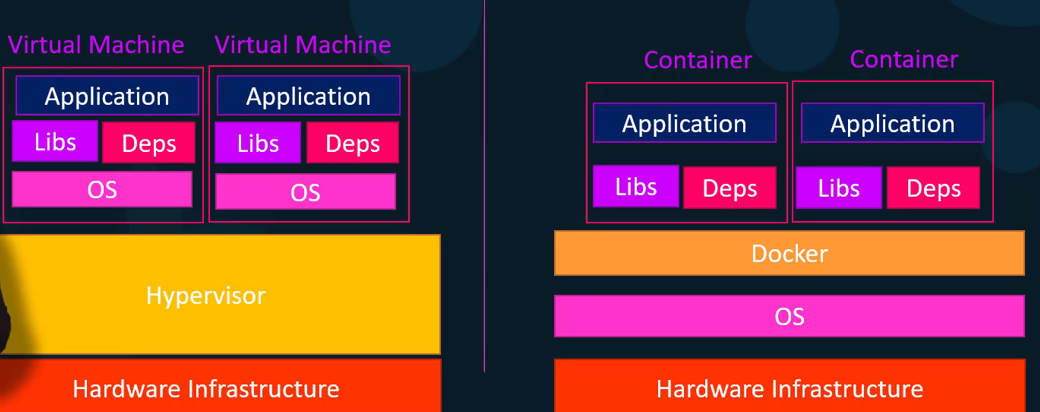 Virtual Machine Virtual Machine
Application Application
Libs Deps Libs Deps
OS OS
Hypervisor
Hardware Infrastructure
Container Container
Application Application
Libs Deps Libs Deps
Docker
OS
Hardware Infrastructure